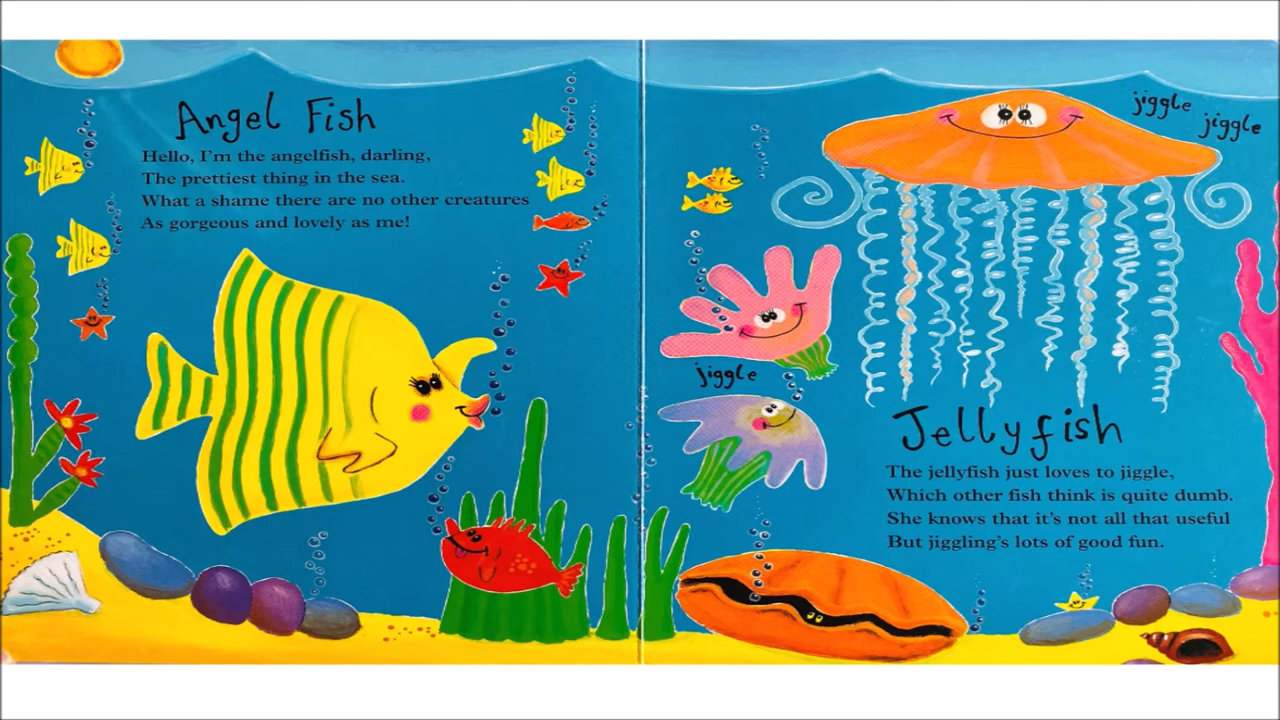 Angel Fish
Hello, I'm the angelfish, darling,
The prettiest thing in the sea.
What a shame there are no other creatures
As gorgeous and lovely as me!
jiggle
jiggle
jiggle
Jellyfish
The jellyfish just loves to jiggle,
Which other fish think is quite dumb.
She knows that it's not all that useful
But jiggling's lots of good fun.